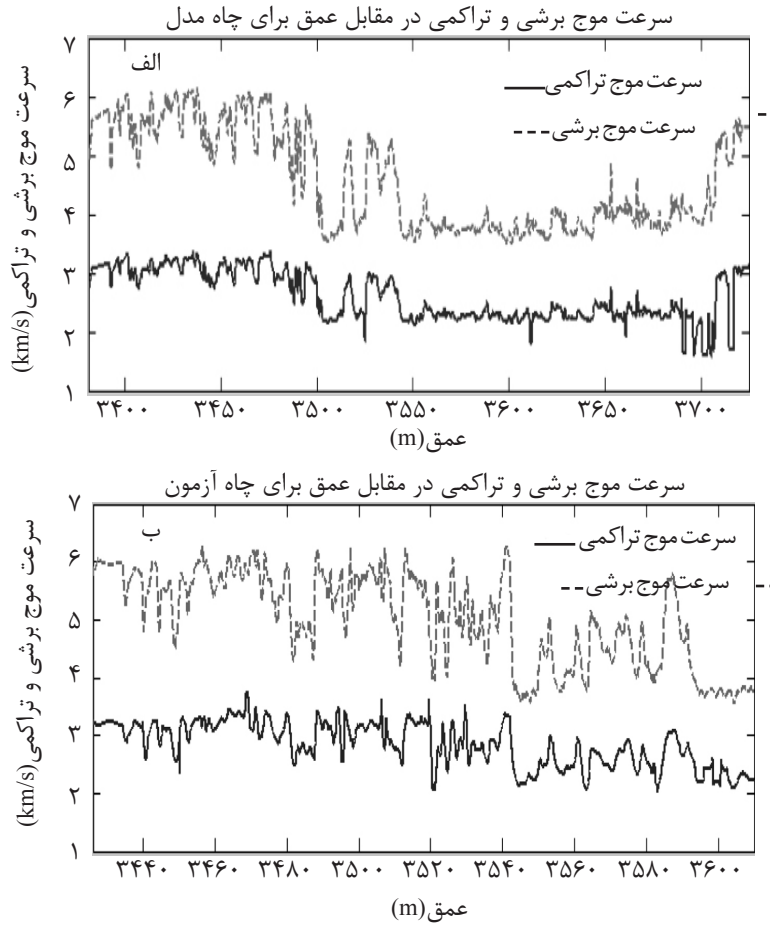 سرعت موج برشی و تراکمی در مقابل عمق برای چاه مدل
سرعت موج برشی و تراکمی(km/s)
۷
۶
۵
۴
۳
۲
۱
الف
سرعت موج تراکمی
سرعت موج برشی
۳۴۰۰ ۳۴۵۰ ۳۵۰۰ ۳۵۵۰ ۳۶۰۰ ۳۶۵۰ ۳۷۰۰
عمق(m)
سرعت موج برشی و تراکمی در مقابل عمق برای چاه آزمون
سرعت موج برشی و تراکمی(km/s)
۷
۶
۵
۴
۳
۲
۱
ب
سرعت موج تراکمی
سرعت موج برشی
۳۴۴۰ ۳۴۶۰ ۳۴۸۰ ۳۵۰۰ ۳۵۲۰ ۳۵۴۰ ۳۵۶۰ ۳۵۸۰ ۳۶۰۰
عمق(m)